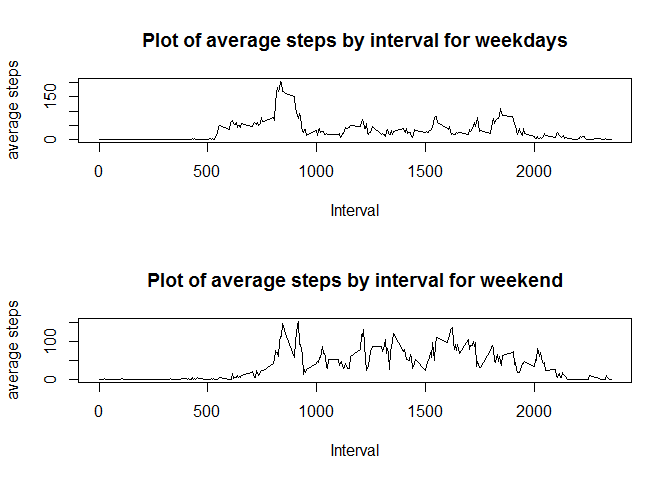 Plot of average steps by interval for weekdays
average steps
150
0
0 500 1000 1500 2000
Interval
Plot of average steps by interval for weekend
average steps
100
0
0 500 1000 1500 2000
Interval